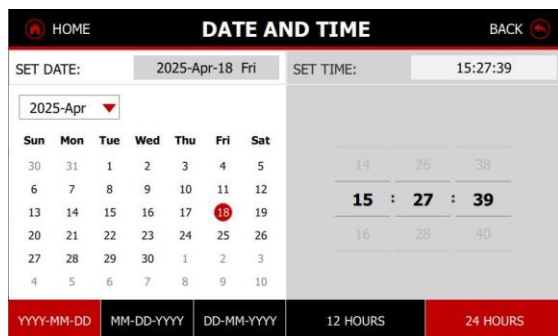 HOME DATE AND TIME BACK
SET DATE: 2025-Apr-18 Fri SET TIME: 15:27:39
2025-Apr
Sun Mon Tue Wed Thu Fri Sat
30 31 1 2 3 4 5
6 7 8 9 10 11 12
13 14 15 16 17 18 19
20 21 22 23 24 25 26
27 28 29 30 1 2 3
4 5 6 7 8 9 10
14 26 38
15 : 27 : 39
16 28 40
YYYY-MM-DD MM-DD-YYYY DD-MM-YYYY 12 HOURS 24 HOURS